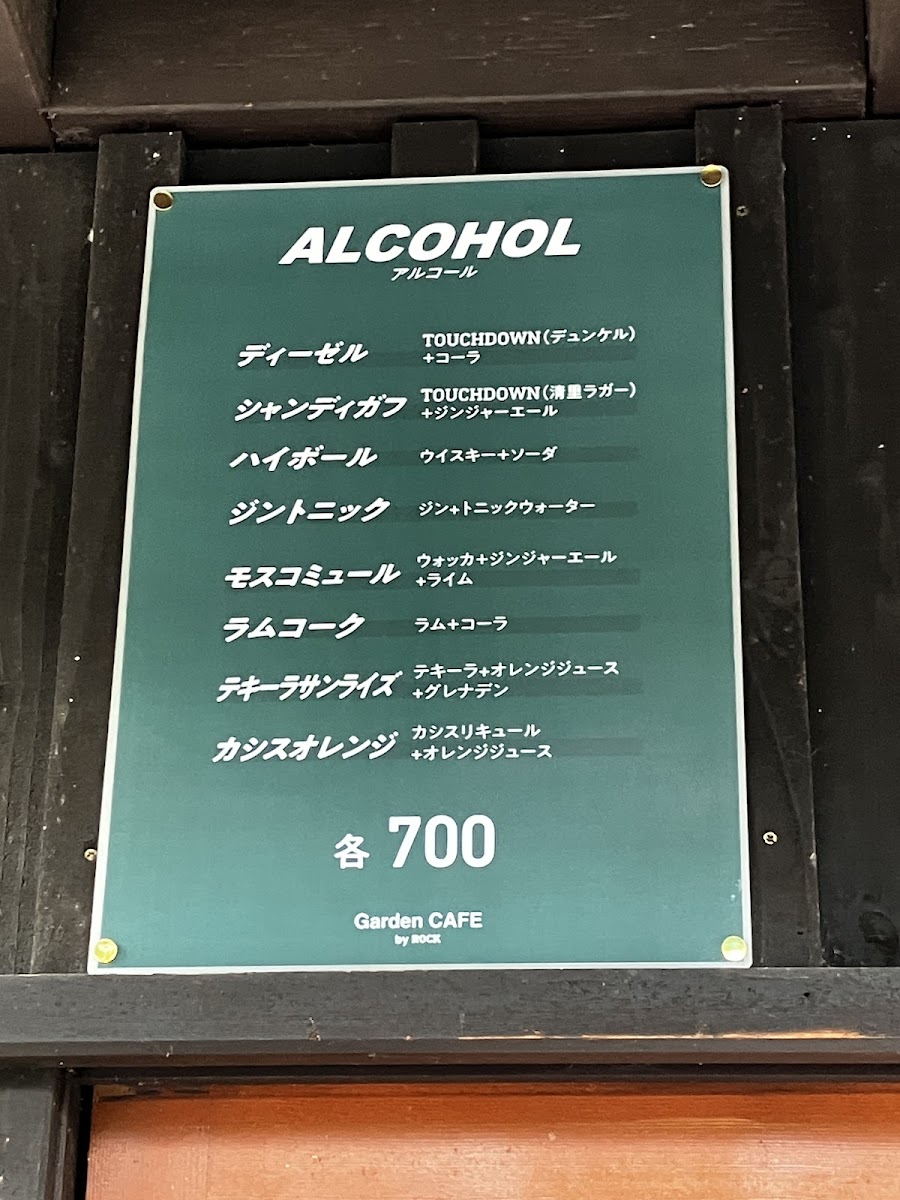 ALCOHOL
アルコール
ディーゼル
TOUCHDOWN(デュンケル)
+コーラ
シャンディガフ
TOUCHDOWN(清里ラガー)
+ジンジャーエール
ハイボール
ウイスキー+ソーダ
ジントニック
ジン+トニックウォーター
モスコミュール
ウォッカ+ジンジャーエール
+ライム
ラムコーク
ラム+コーラ
テキーラサンライズ
テキーラ+オレンジジュース
+グレナデン
カシスオレンジ
カシスリキュール
+オレンジジュース
各 700
Garden CAFE
by ROCK